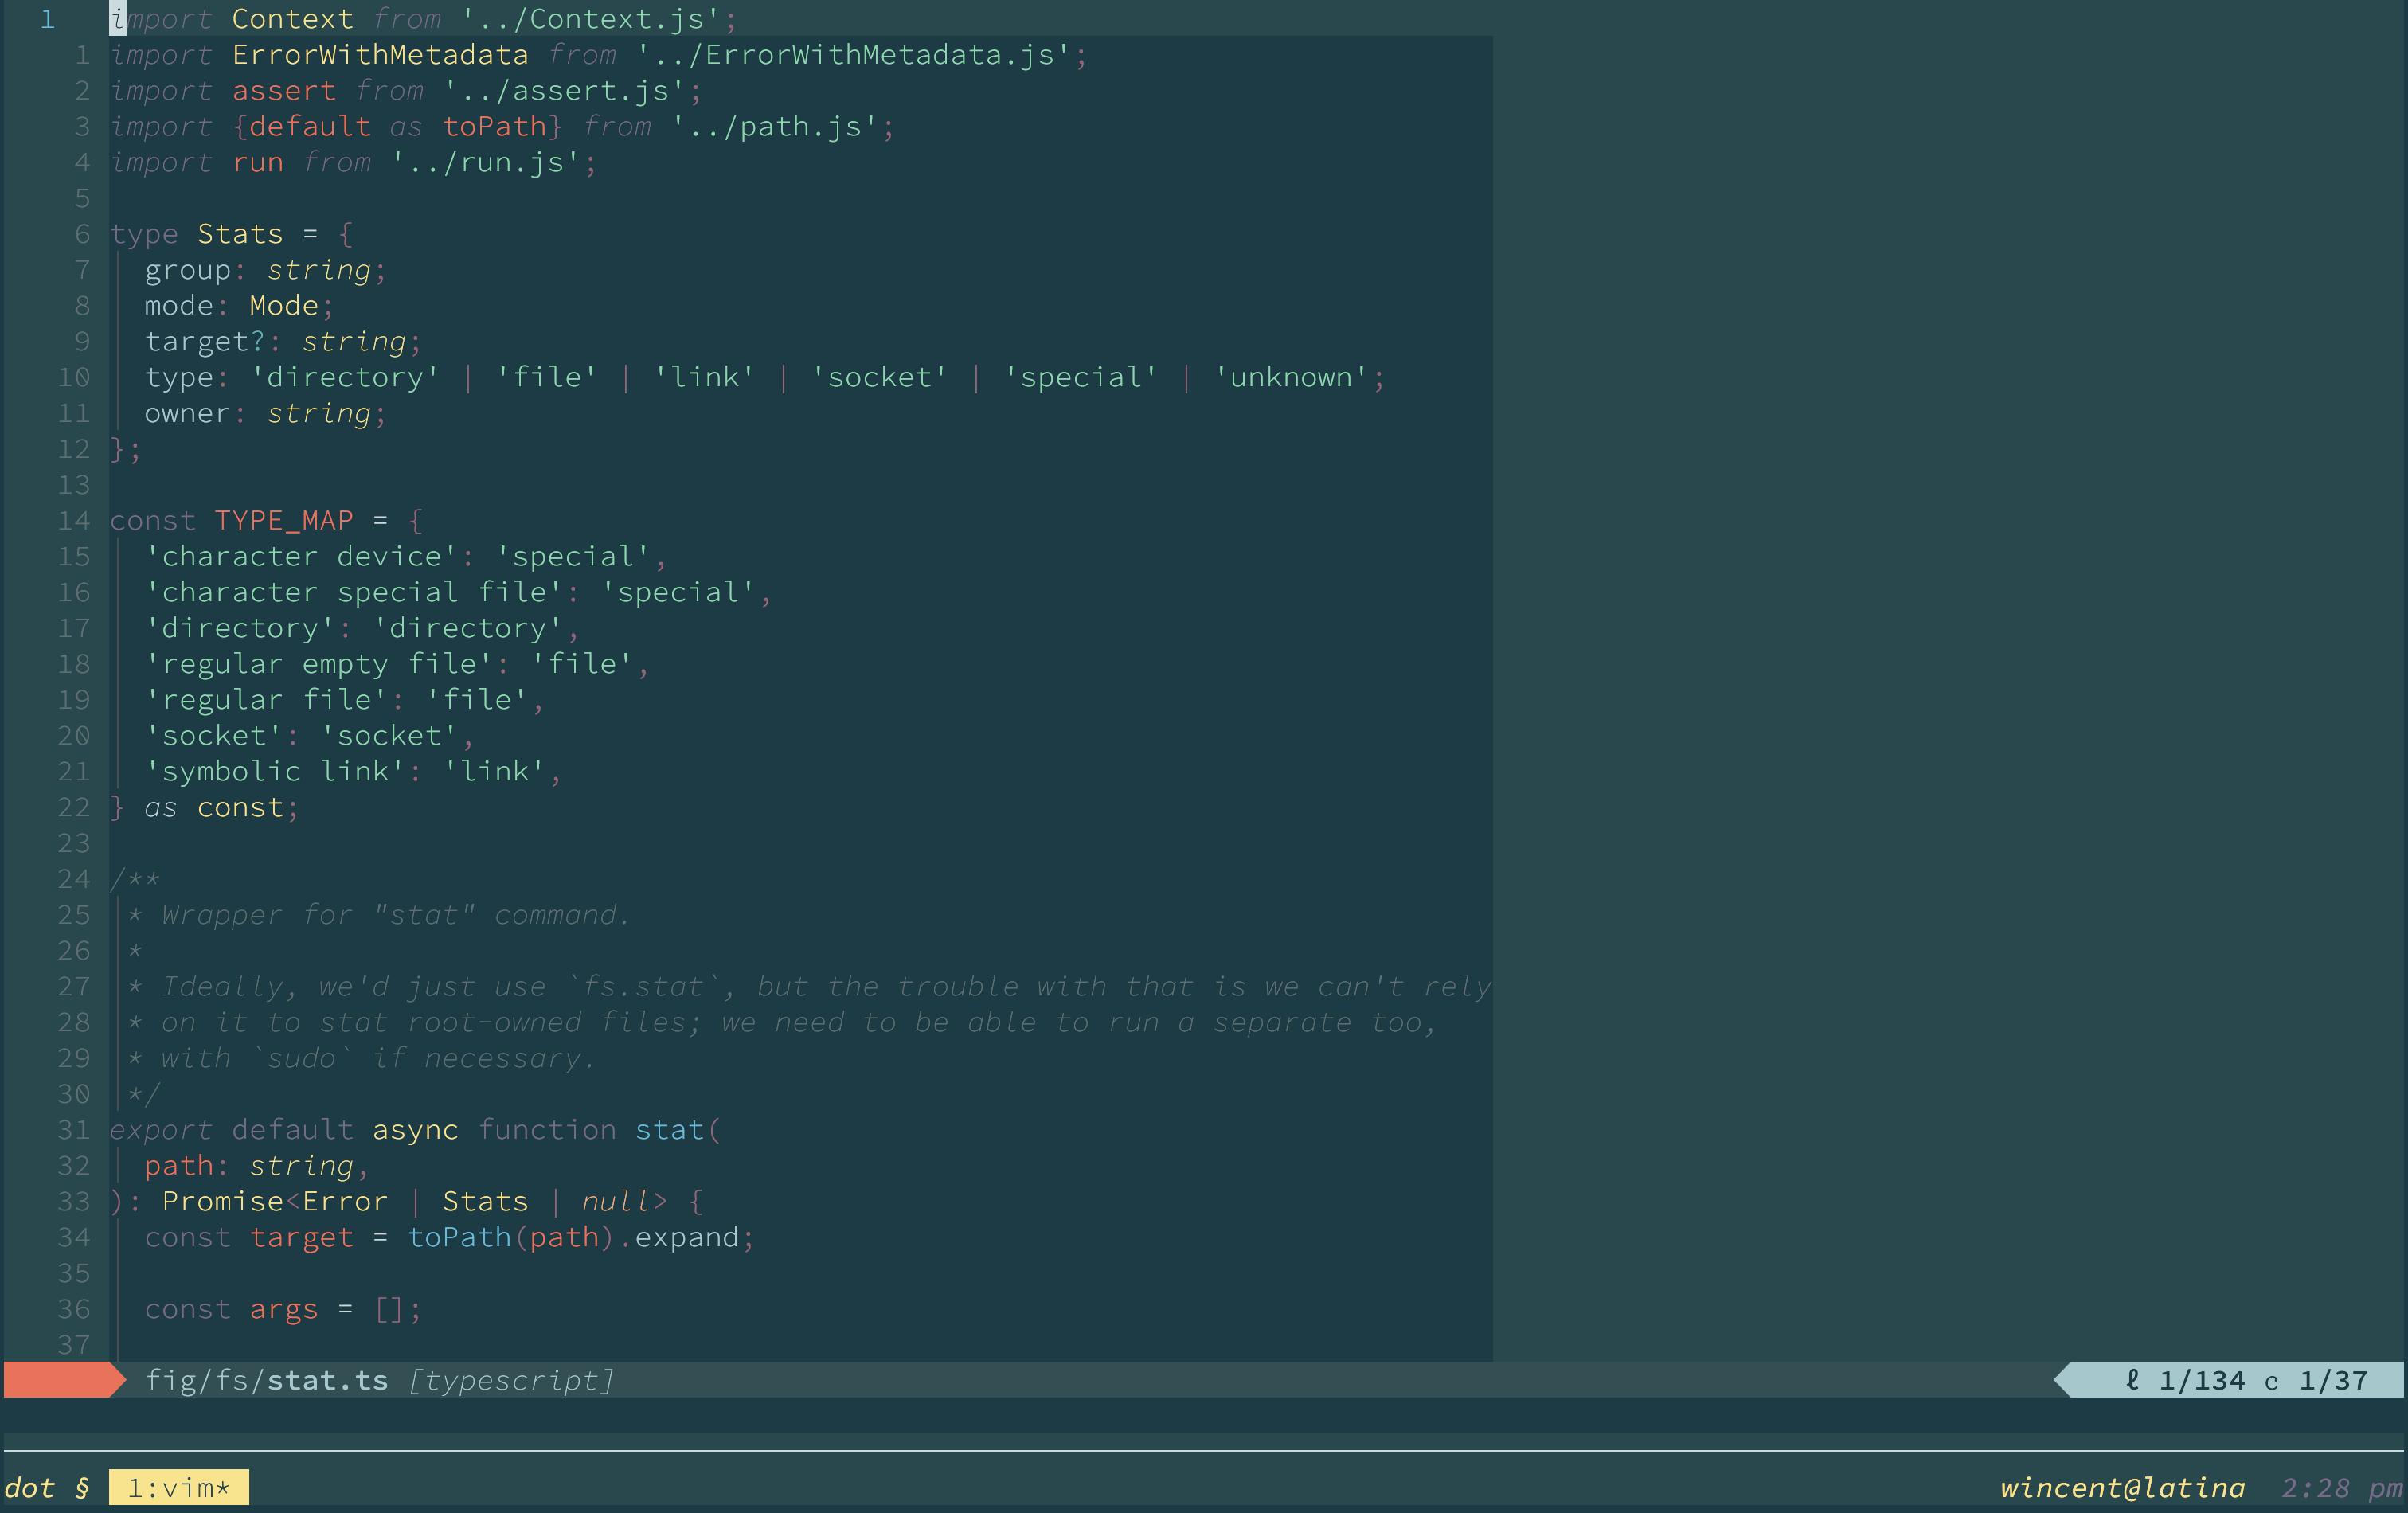 1 import Context from '../Context.js';
1 import ErrorWithMetadata from '../ErrorWithMetadata.js';
2 import assert from '../assert.js';
3 import {default as toPath} from '../path.js';
4 import run from '../run.js';
5
6 type Stats = {
7   group: string;
8   mode: Mode;
9   target?: string;
10   type: 'directory' | 'file' | 'link' | 'socket' | 'special' | 'unknown';
11   owner: string;
12 };
13
14 const TYPE_MAP = {
15   'character device': 'special',
16   'character special file': 'special',
17   'directory': 'directory',
18   'regular empty file': 'file',
19   'regular file': 'file',
20   'socket': 'socket',
21   'symbolic link': 'link',
22 } as const;
23
24 /**
25  * Wrapper for "stat" command.
26  *
27  * Ideally, we'd just use `fs.stat`, but the trouble with that is we can't rely
28  * on it to stat root-owned files; we need to be able to run a separate too,
29  * with `sudo` if necessary.
30  */
31 export default async function stat(
32   path: string,
33 ): Promise<Error | Stats | null> {
34   const target = toPath(path).expand;
35
36   const args = [];
37
fig/fs/stat.ts [typescript] ℓ 1/134 c 1/37
dot § 1:vim* wincent@latina 2:28 pm